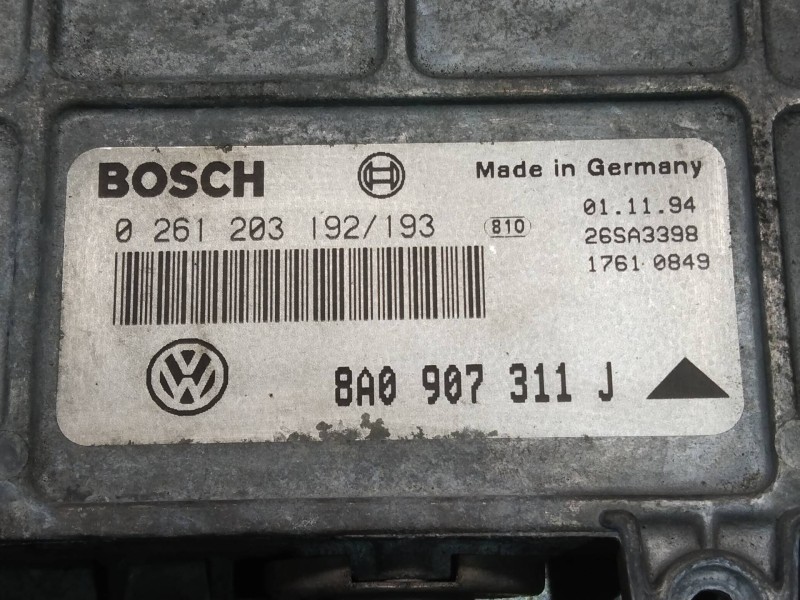 BOSCH
Made in Germany
0 261 203 192/193
810
01.11.94
26SA3398
1761 0849
VW
8A0 907 311 J